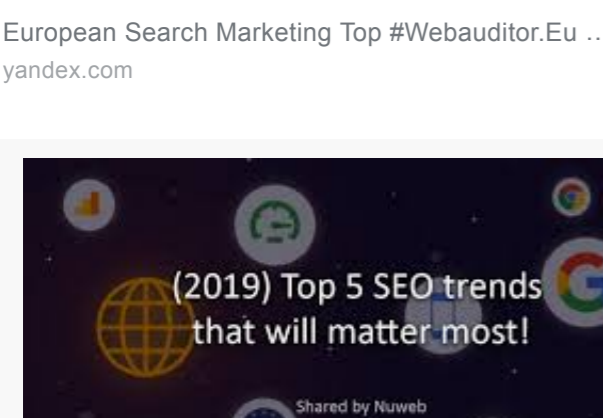 European Search Marketing Top #Webauditor.Eu ..
yandex.com
(2019) Top 5 SEO trends
that will matter most!
Shared by Nuweb